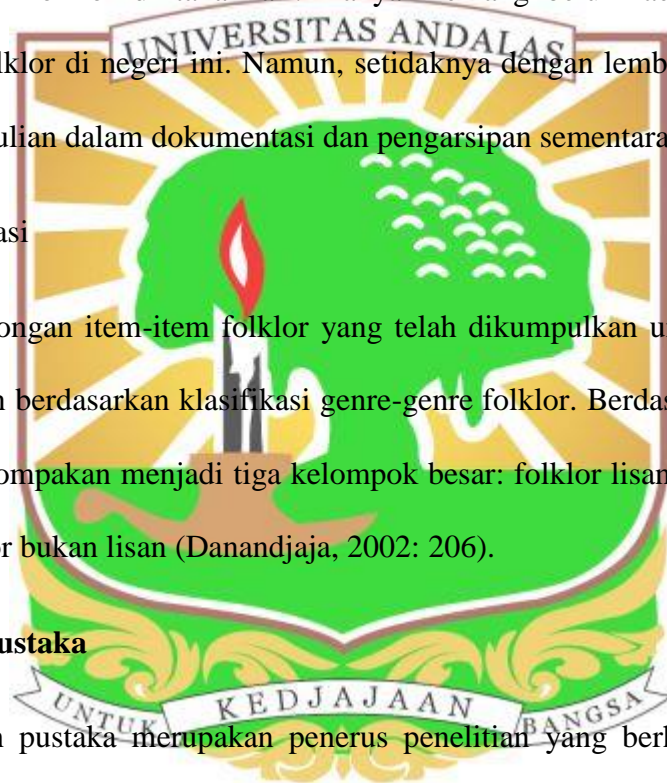 UNIVERSITAS ANDALAS
lklor di negeri ini. Namun, setidaknya dengan lemb
ulian dalam dokumentasi dan pengarsipan sementara
asi
ongan item-item folklor yang telah dikumpulkan u
n berdasarkan klasifikasi genre-genre folklor. Berdas
ompakan menjadi tiga kelompok besar: folklor lisan
or bukan lisan (Danandjaja, 2002: 206).
ustaka
UNTUK KEDJAJAAN BANGSA
n pustaka merupakan penerus penelitian yang berl